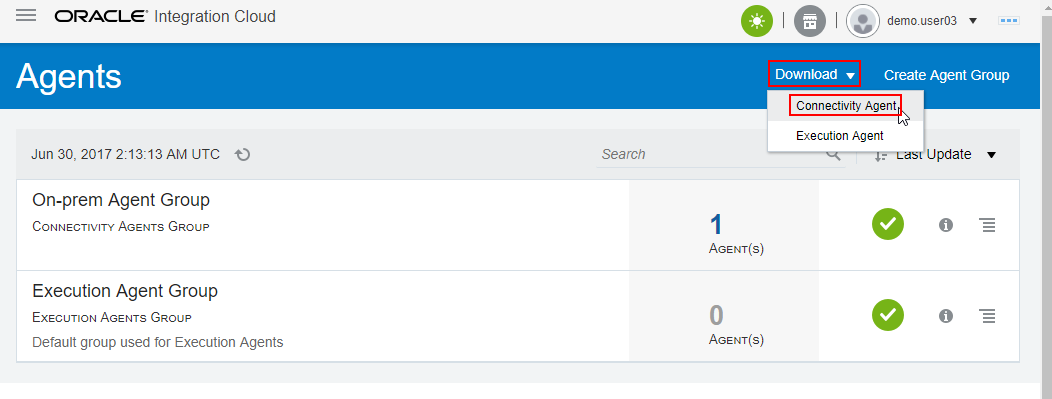 ORACLE® Integration Cloud
demo.user03
Agents
Download
Create Agent Group
Connectivity Agent
Execution Agent
Jun 30, 2017 2:13:13 AM UTC
Search
Last Update
On-prem Agent Group
CONNECTIVITY AGENTS GROUP
1
AGENT(S)
Execution Agent Group
EXECUTION AGENTS GROUP
Default group used for Execution Agents
0
AGENT(S)